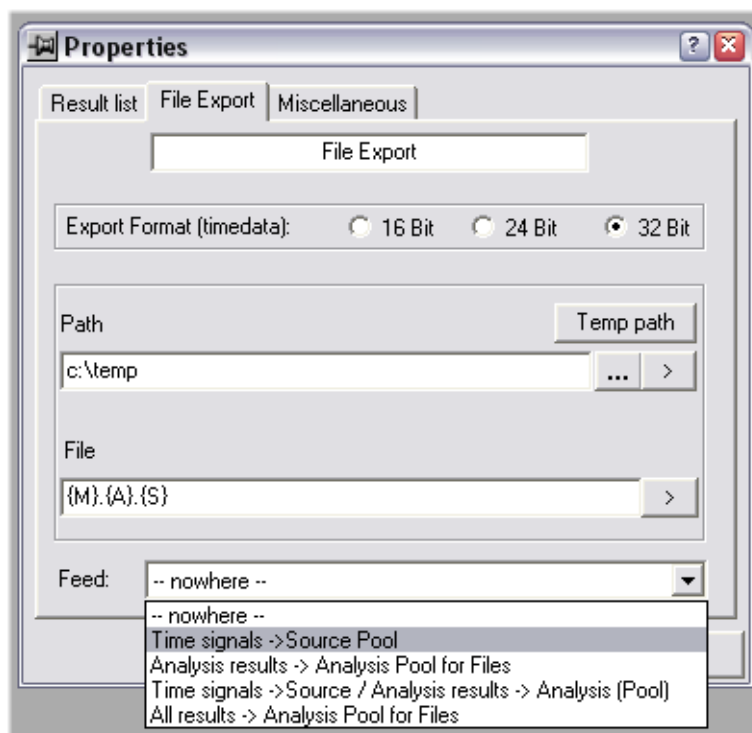 Properties
Result list File Export Miscellaneous
File Export
Export Format (timedata): 16 Bit 24 Bit 32 Bit
Path Temp path
c:\temp ... >
File
{M}.{A}.{S} >
Feed: -- nowhere --
-- nowhere --
Time signals ->Source Pool
Analysis results -> Analysis Pool for Files
Time signals ->Source / Analysis results -> Analysis (Pool)
All results -> Analysis Pool for Files